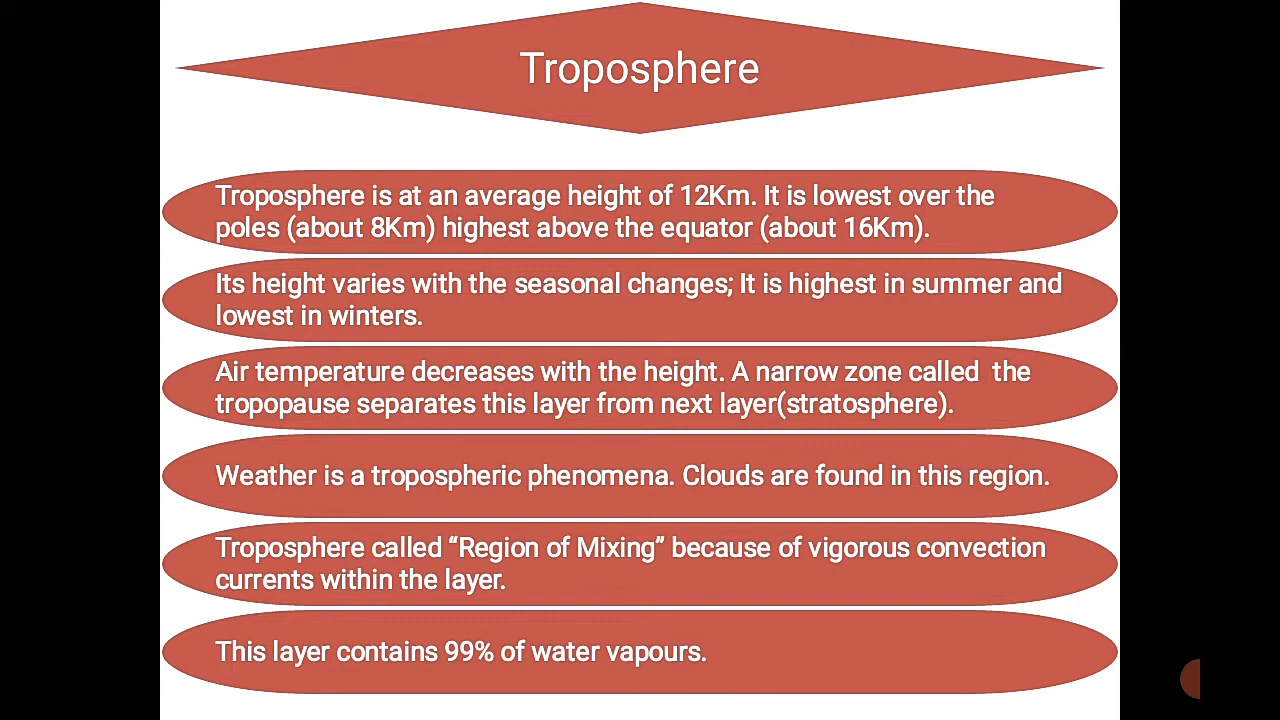 Troposphere
Troposphere is at an average height of 12Km. It is lowest over the
poles (about 8Km) highest above the equator (about 16Km).
Its height varies with the seasonal changes; It is highest in summer and
lowest in winters.
Air temperature decreases with the height. A narrow zone called  the
tropopause separates this layer from next layer(stratosphere).
Weather is a tropospheric phenomena. Clouds are found in this region.
Troposphere called “Region of Mixing” because of vigorous convection
currents within the layer.
This layer contains 99% of water vapours.